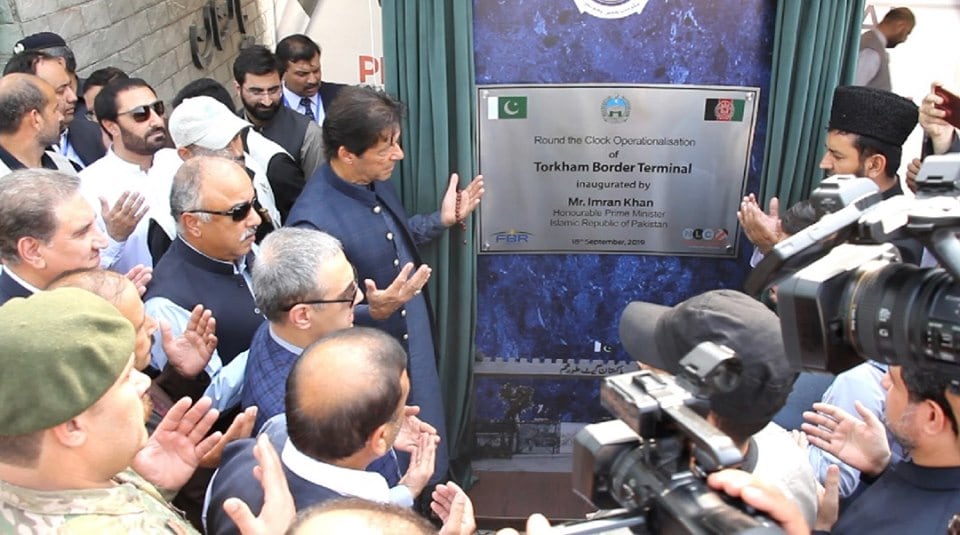 Round the Clock Operationalisation
of
Torkham Border Terminal
inaugurated by
Mr. Imran Khan
Honourable Prime Minister
Islamic Republic of Pakistan
FBR
NLC
18th September, 2019